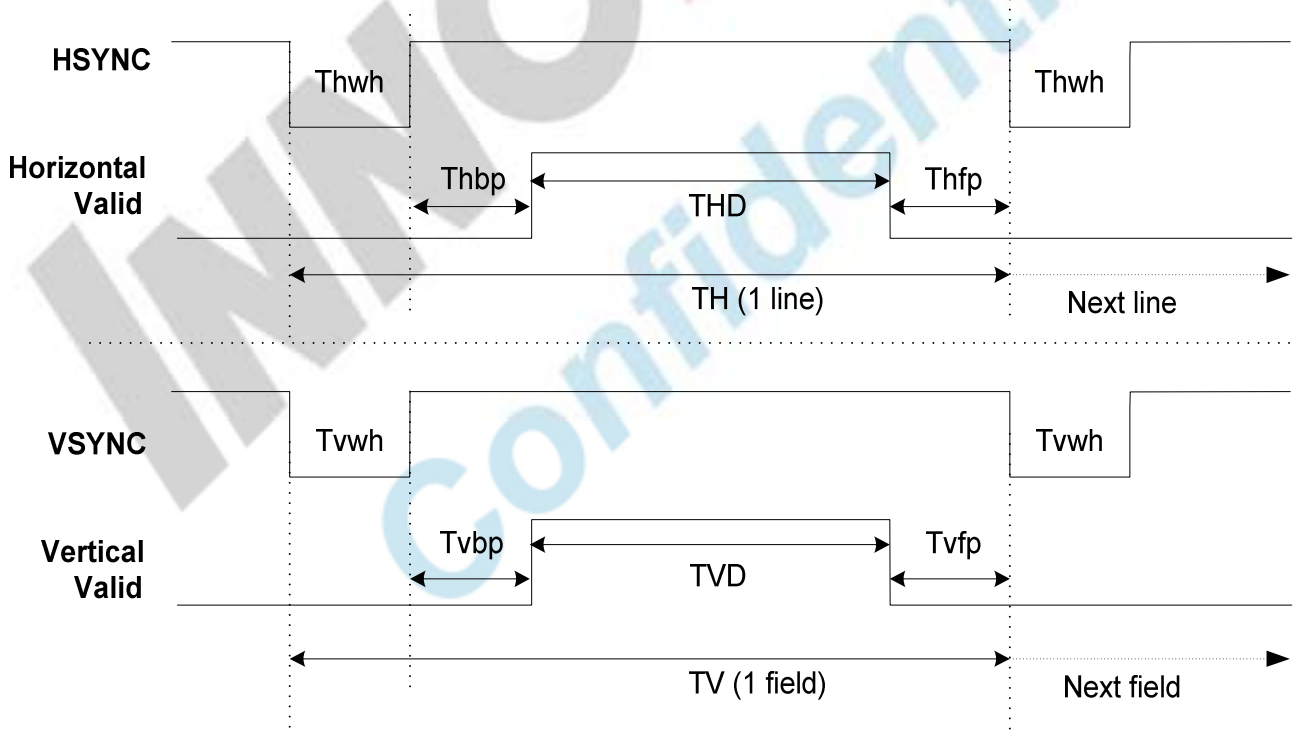 HSYNC
Thwh
Thwh
Horizontal
Valid
Thbp
THD
Thfp
TH (1 line)
Next line
VSYNC
Tvwh
Tvwh
Vertical
Valid
Tvbp
TVD
Tvfp
TV (1 field)
Next field
INNO
Confidenti